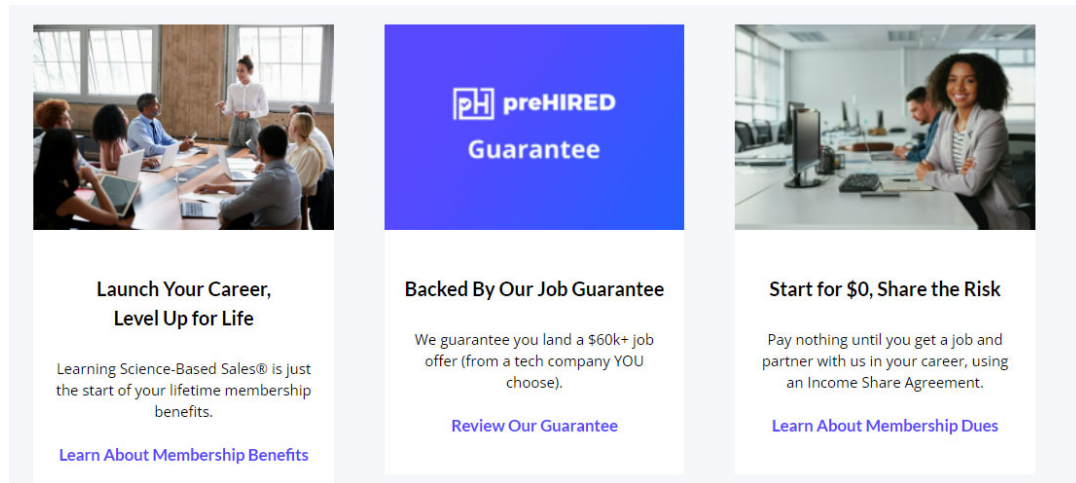 pH preHIRED
Guarantee
Launch Your Career,
Level Up for Life
Learning Science-Based Sales® is just
the start of your lifetime membership
benefits.
Learn About Membership Benefits
Backed By Our Job Guarantee
We guarantee you land a $60k+ job
offer (from a tech company YOU
choose).
Review Our Guarantee
Start for $0, Share the Risk
Pay nothing until you get a job and
partner with us in your career, using
an Income Share Agreement.
Learn About Membership Dues